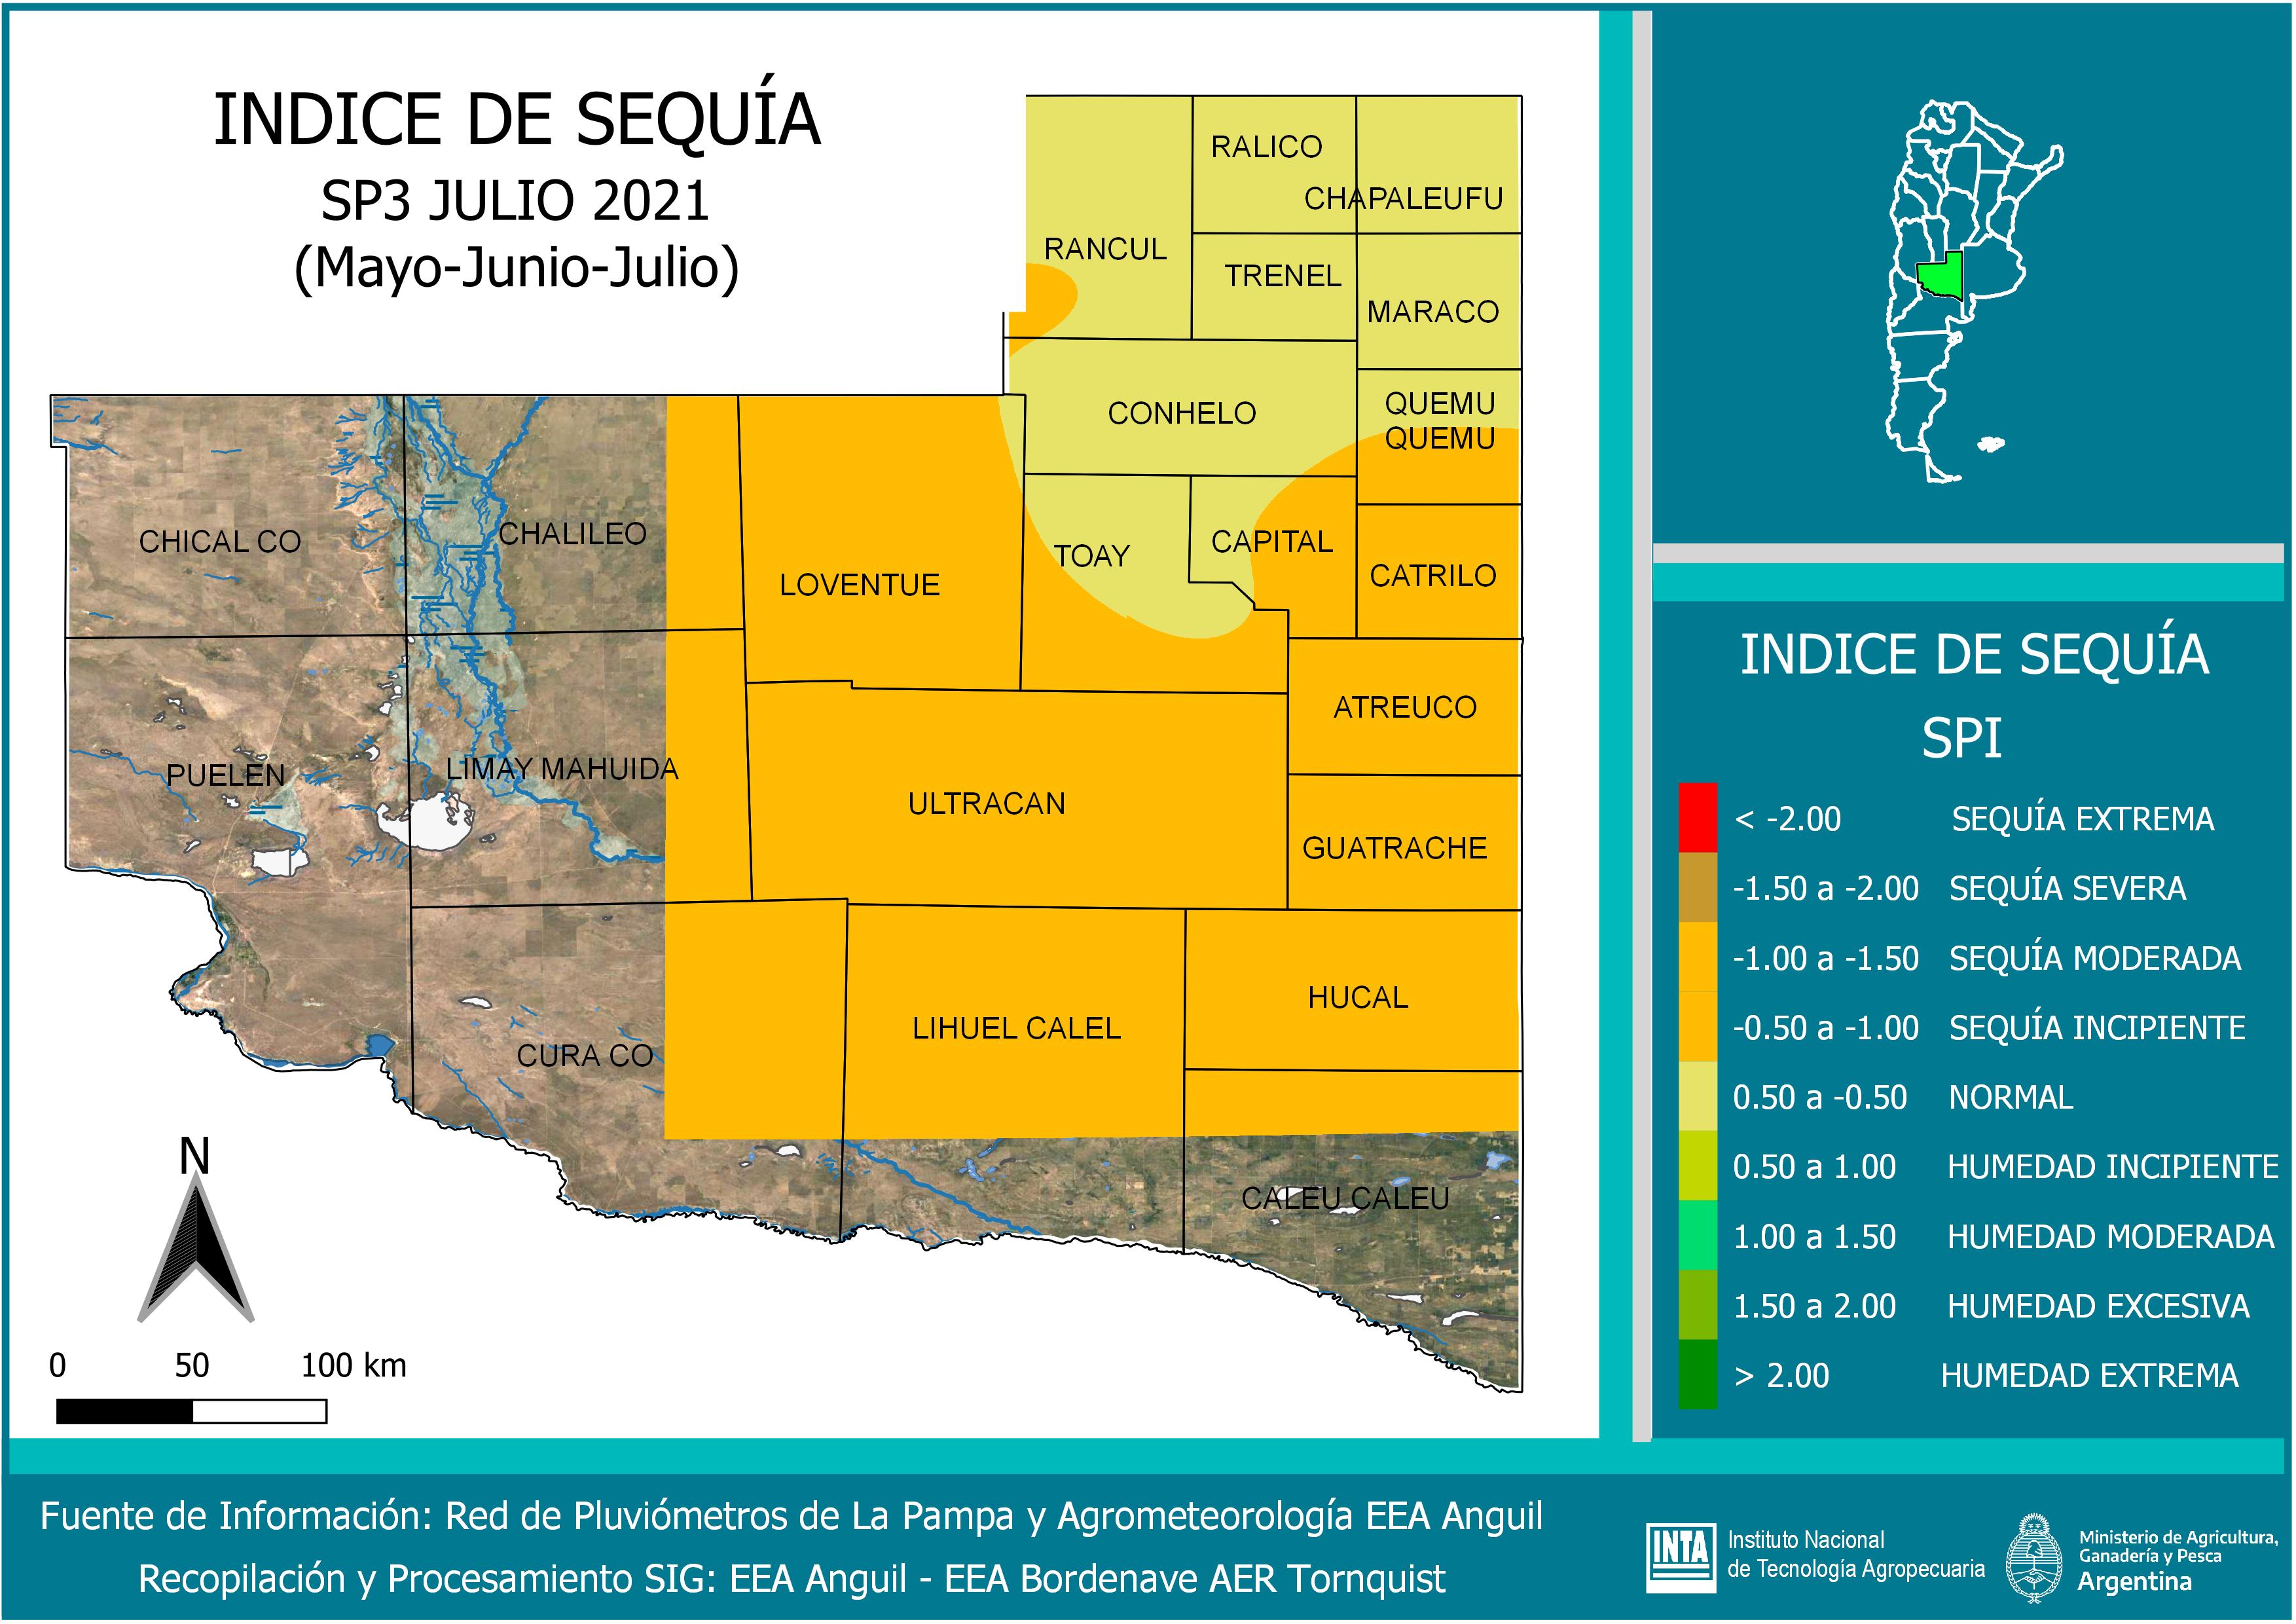 INDICE DE SEQUÍA
SP3 JULIO 2021
(Mayo-Junio-Julio)
RALICO
CHAPALEUFU
RANCUL
TRENEL
MARACO
CONHELO
QUEMU
QUEMU
CHICAL CO
CHALILEO
LOVENTUE
TOAY
CAPITAL
CATRILO
PUELEN
LIMAY MAHUIDA
ULTRACAN
ATREUCO
GUATRACHE
CURA CO
LIHUEL CALEL
HUCAL
CALEU CALEU
N
0 50 100 km
INDICE DE SEQUÍA
SPI
< -2.00 SEQUÍA EXTREMA
-1.50 a -2.00 SEQUÍA SEVERA
-1.00 a -1.50 SEQUÍA MODERADA
-0.50 a -1.00 SEQUÍA INCIPIENTE
0.50 a -0.50 NORMAL
0.50 a 1.00 HUMEDAD INCIPIENTE
1.00 a 1.50 HUMEDAD MODERADA
1.50 a 2.00 HUMEDAD EXCESIVA
> 2.00 HUMEDAD EXTREMA
Fuente de Información: Red de Pluviómetros de La Pampa y Agrometeorología EEA Anguil
Recopilación y Procesamiento SIG: EEA Anguil - EEA Bordenave AER Tornquist
INTA
Instituto Nacional
de Tecnología Agropecuaria
Ministerio de Agricultura,
Ganadería y Pesca
Argentina